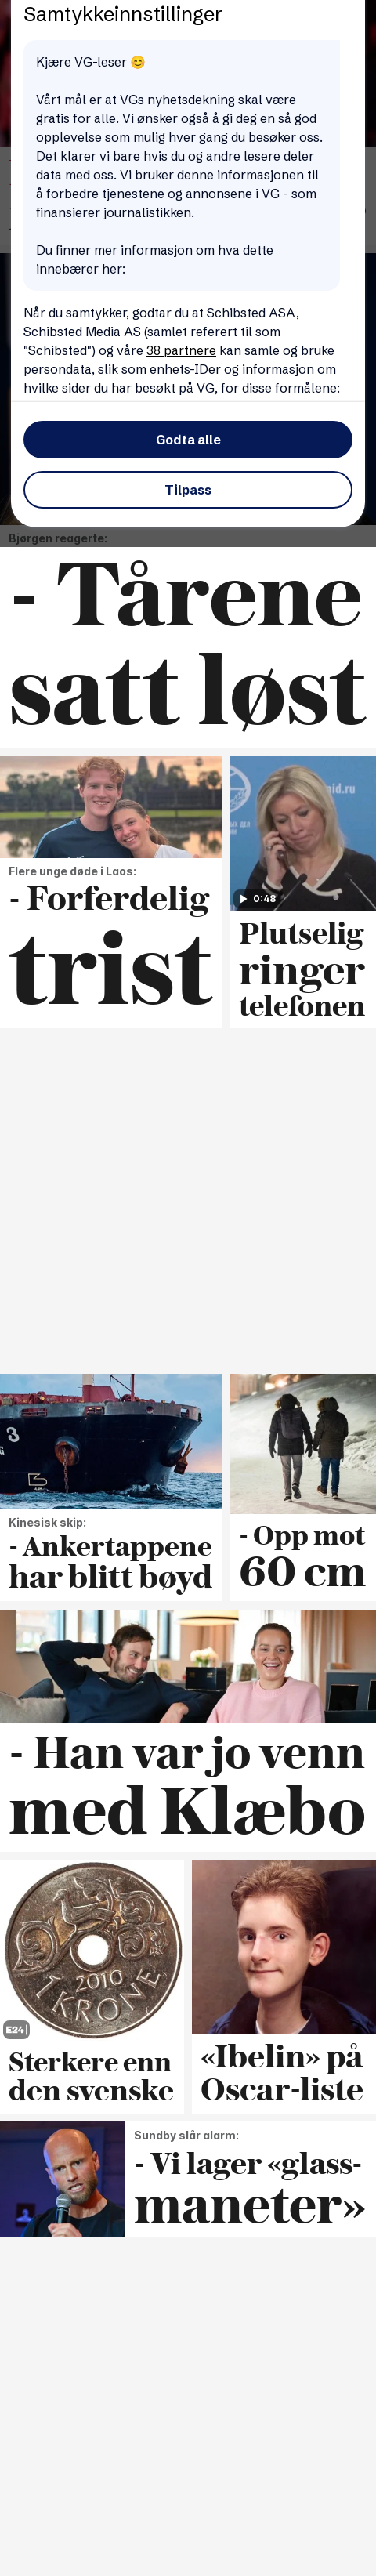 Samtykkeinnstillinger
Kjære VG-leser 😊
Vårt mål er at VGs nyhetsdekning skal være
gratis for alle. Vi ønsker også å gi deg en så god
opplevelse som mulig hver gang du besøker oss.
Det klarer vi bare hvis du og andre lesere deler
data med oss. Vi bruker denne informasjonen til
å forbedre tjenestene og annonsene i VG - som
finansierer journalistikken.
Du finner mer informasjon om hva dette
innebærer her:
Når du samtykker, godtar du at Schibsted ASA,
Schibsted Media AS (samlet referert til som
"Schibsted") og våre 38 partnere kan samle og bruke
persondata, slik som enhets-IDer og informasjon om
hvilke sider du har besøkt på VG, for disse formålene:
Godta alle
Tilpass
Bjørgen reagerte:
- Tårene
satt løst
Flere unge døde i Laos:
- Forferdelig
trist
nid.ru
0:48
Plutselig
ringer
telefonen
Kinesisk skip:
- Ankertappene
har blitt bøyd
- Opp mot
60 cm
- Han var jo venn
med Klæbo
2010
1 KRONE
E24
Sterkere enn
den svenske
«Ibelin» på
Oscar-liste
Sundby slår alarm:
- Vi lager «glass-
maneter»